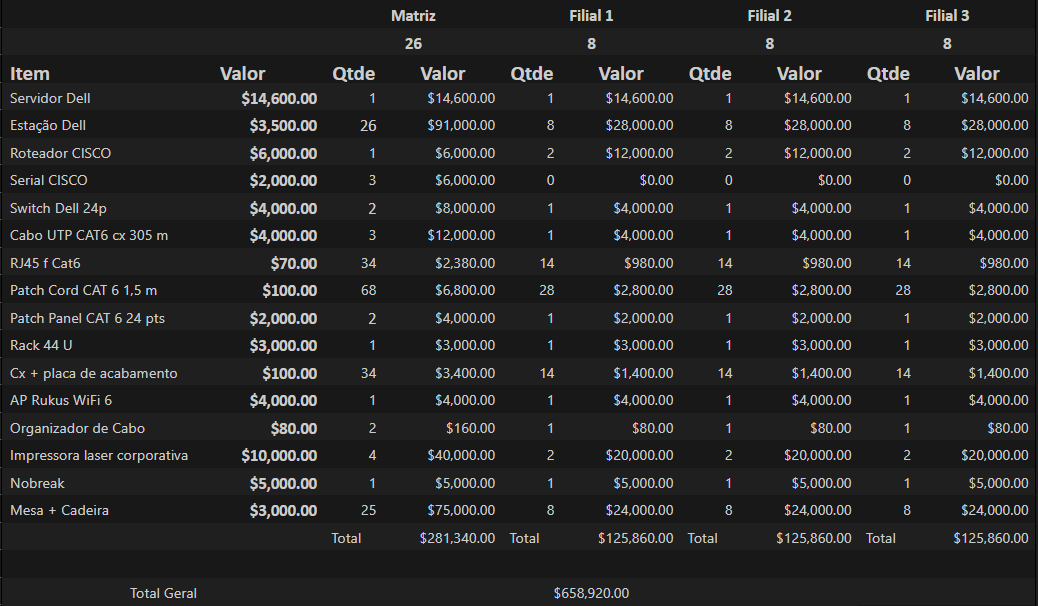 Matriz Filial 1 Filial 2 Filial 3
26 8 8 8
Item Valor Qtde Valor Qtde Valor Qtde Valor Qtde Valor
Servidor Dell $14,600.00 1 $14,600.00 1 $14,600.00 1 $14,600.00 1 $14,600.00
Estação Dell $3,500.00 26 $91,000.00 8 $28,000.00 8 $28,000.00 8 $28,000.00
Roteador CISCO $6,000.00 1 $6,000.00 2 $12,000.00 2 $12,000.00 2 $12,000.00
Serial CISCO $2,000.00 3 $6,000.00 0 $0.00 0 $0.00 0 $0.00
Switch Dell 24p $4,000.00 2 $8,000.00 1 $4,000.00 1 $4,000.00 1 $4,000.00
Cabo UTP CAT6 cx 305 m $4,000.00 3 $12,000.00 1 $4,000.00 1 $4,000.00 1 $4,000.00
RJ45 f Cat6 $70.00 34 $2,380.00 14 $980.00 14 $980.00 14 $980.00
Patch Cord CAT 6 1,5 m $100.00 68 $6,800.00 28 $2,800.00 28 $2,800.00 28 $2,800.00
Patch Panel CAT 6 24 pts $2,000.00 2 $4,000.00 1 $2,000.00 1 $2,000.00 1 $2,000.00
Rack 44 U $3,000.00 1 $3,000.00 1 $3,000.00 1 $3,000.00 1 $3,000.00
Cx + placa de acabamento $100.00 34 $3,400.00 14 $1,400.00 14 $1,400.00 14 $1,400.00
AP Rukus WiFi 6 $4,000.00 1 $4,000.00 1 $4,000.00 1 $4,000.00 1 $4,000.00
Organizador de Cabo $80.00 2 $160.00 1 $80.00 1 $80.00 1 $80.00
Impressora laser corporativa $10,000.00 4 $40,000.00 2 $20,000.00 2 $20,000.00 2 $20,000.00
Nobreak $5,000.00 1 $5,000.00 1 $5,000.00 1 $5,000.00 1 $5,000.00
Mesa + Cadeira $3,000.00 25 $75,000.00 8 $24,000.00 8 $24,000.00 8 $24,000.00
Total $281,340.00 Total $125,860.00 Total $125,860.00 Total $125,860.00
Total Geral $658,920.00